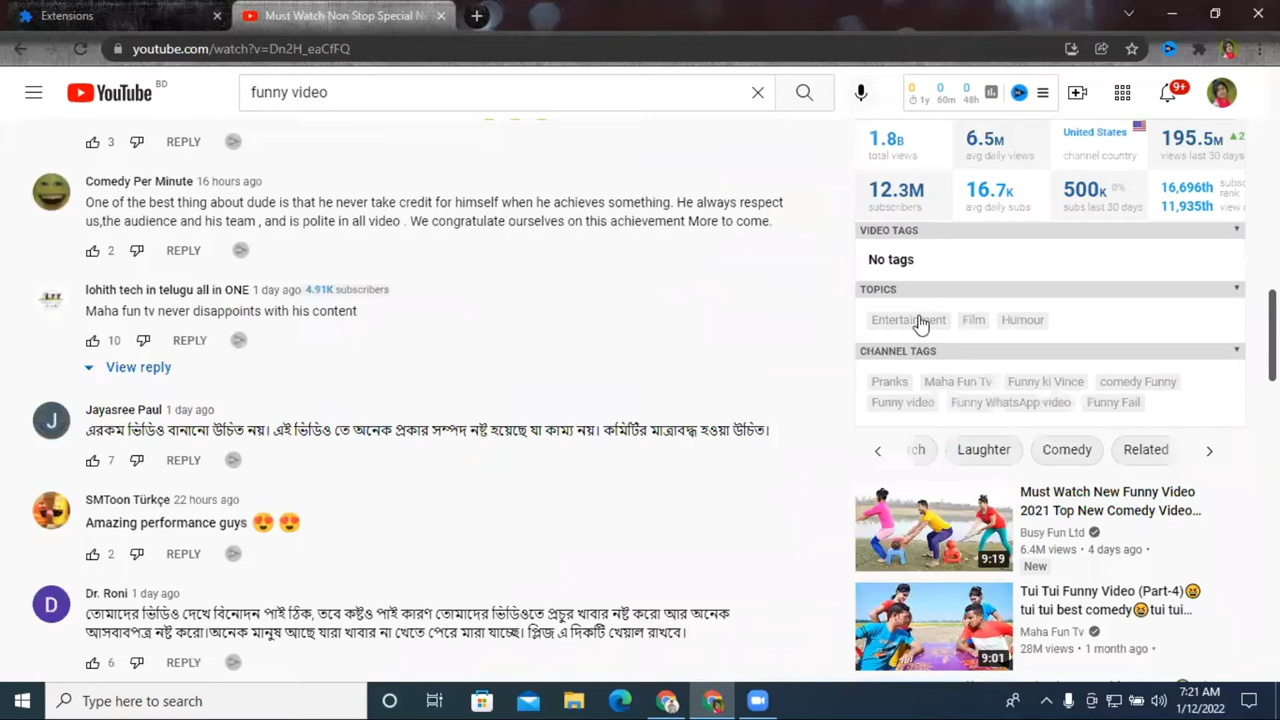 Extensions
Must Watch Non Stop Special N
youtube.com/watch?v=Dn2H_eaCfFQ
YouTube BD
funny video
0 0 0
1y 60m 48h
9+
3 REPLY
Comedy Per Minute 16 hours ago
One of the best thing about dude is that he never take credit for himself when he achieves something. He always respect
us,the audience and his team , and is polite in all video . We congratulate ourselves on this achievement More to come.
2 REPLY
lohith tech in telugu all in ONE 1 day ago 4.91K subscribers
LTT
Maha fun tv never disappoints with his content
10 REPLY
View reply
Jayasree Paul 1 day ago
J
এরকম ভিডিও বানানো উচিত নয়। এই ভিডিও তে অনেক প্রকার সম্পদ নষ্ট হয়েছে যা কাম্য নয়। কমিটির মাত্রাবদ্ধ হওয়া উচিত।
7 REPLY
SMToon Türkçe 22 hours ago
Amazing performance guys 😍 😍
2 REPLY
Dr. Roni 1 day ago
D
তোমাদের ভিডিও দেখে বিনোদন পাই ঠিক, তবে কষ্টও পাই কারণ তোমাদের ভিডিওতে প্রচুর খাবার নষ্ট করো আর অনেক
আসবাবপত্র নষ্ট করো।অনেক মানুষ আছে যারা খাবার না খেতে পেরে মারা যাচ্ছে। প্লিজ এ দিকটি খেয়াল রাখবে।
6 REPLY
1.8B 6.5M United States 195.5M ▲2
total views avg daily views channel country views last 30 days
12.3M 16.7K 500K 0% 16,696th subsc rank
subscribers avg daily subs subs last 30 days 11,935th view
VIDEO TAGS
No tags
TOPICS
Entertainment Film Humour
CHANNEL TAGS
Pranks Maha Fun Tv Funny ki Vince comedy Funny
Funny video Funny WhatsApp video Funny Fail
rch Laughter Comedy Related
Must Watch New Funny Video
2021 Top New Comedy Video...
Busy Fun Ltd
6.4M views • 4 days ago •
New
9:19
Tui Tui Funny Video (Part-4)😆
tui tui best comedy😆tui tui...
Maha Fun Tv
28M views • 1 month ago •
9:01
Type here to search
7:21 AM
1/12/2022